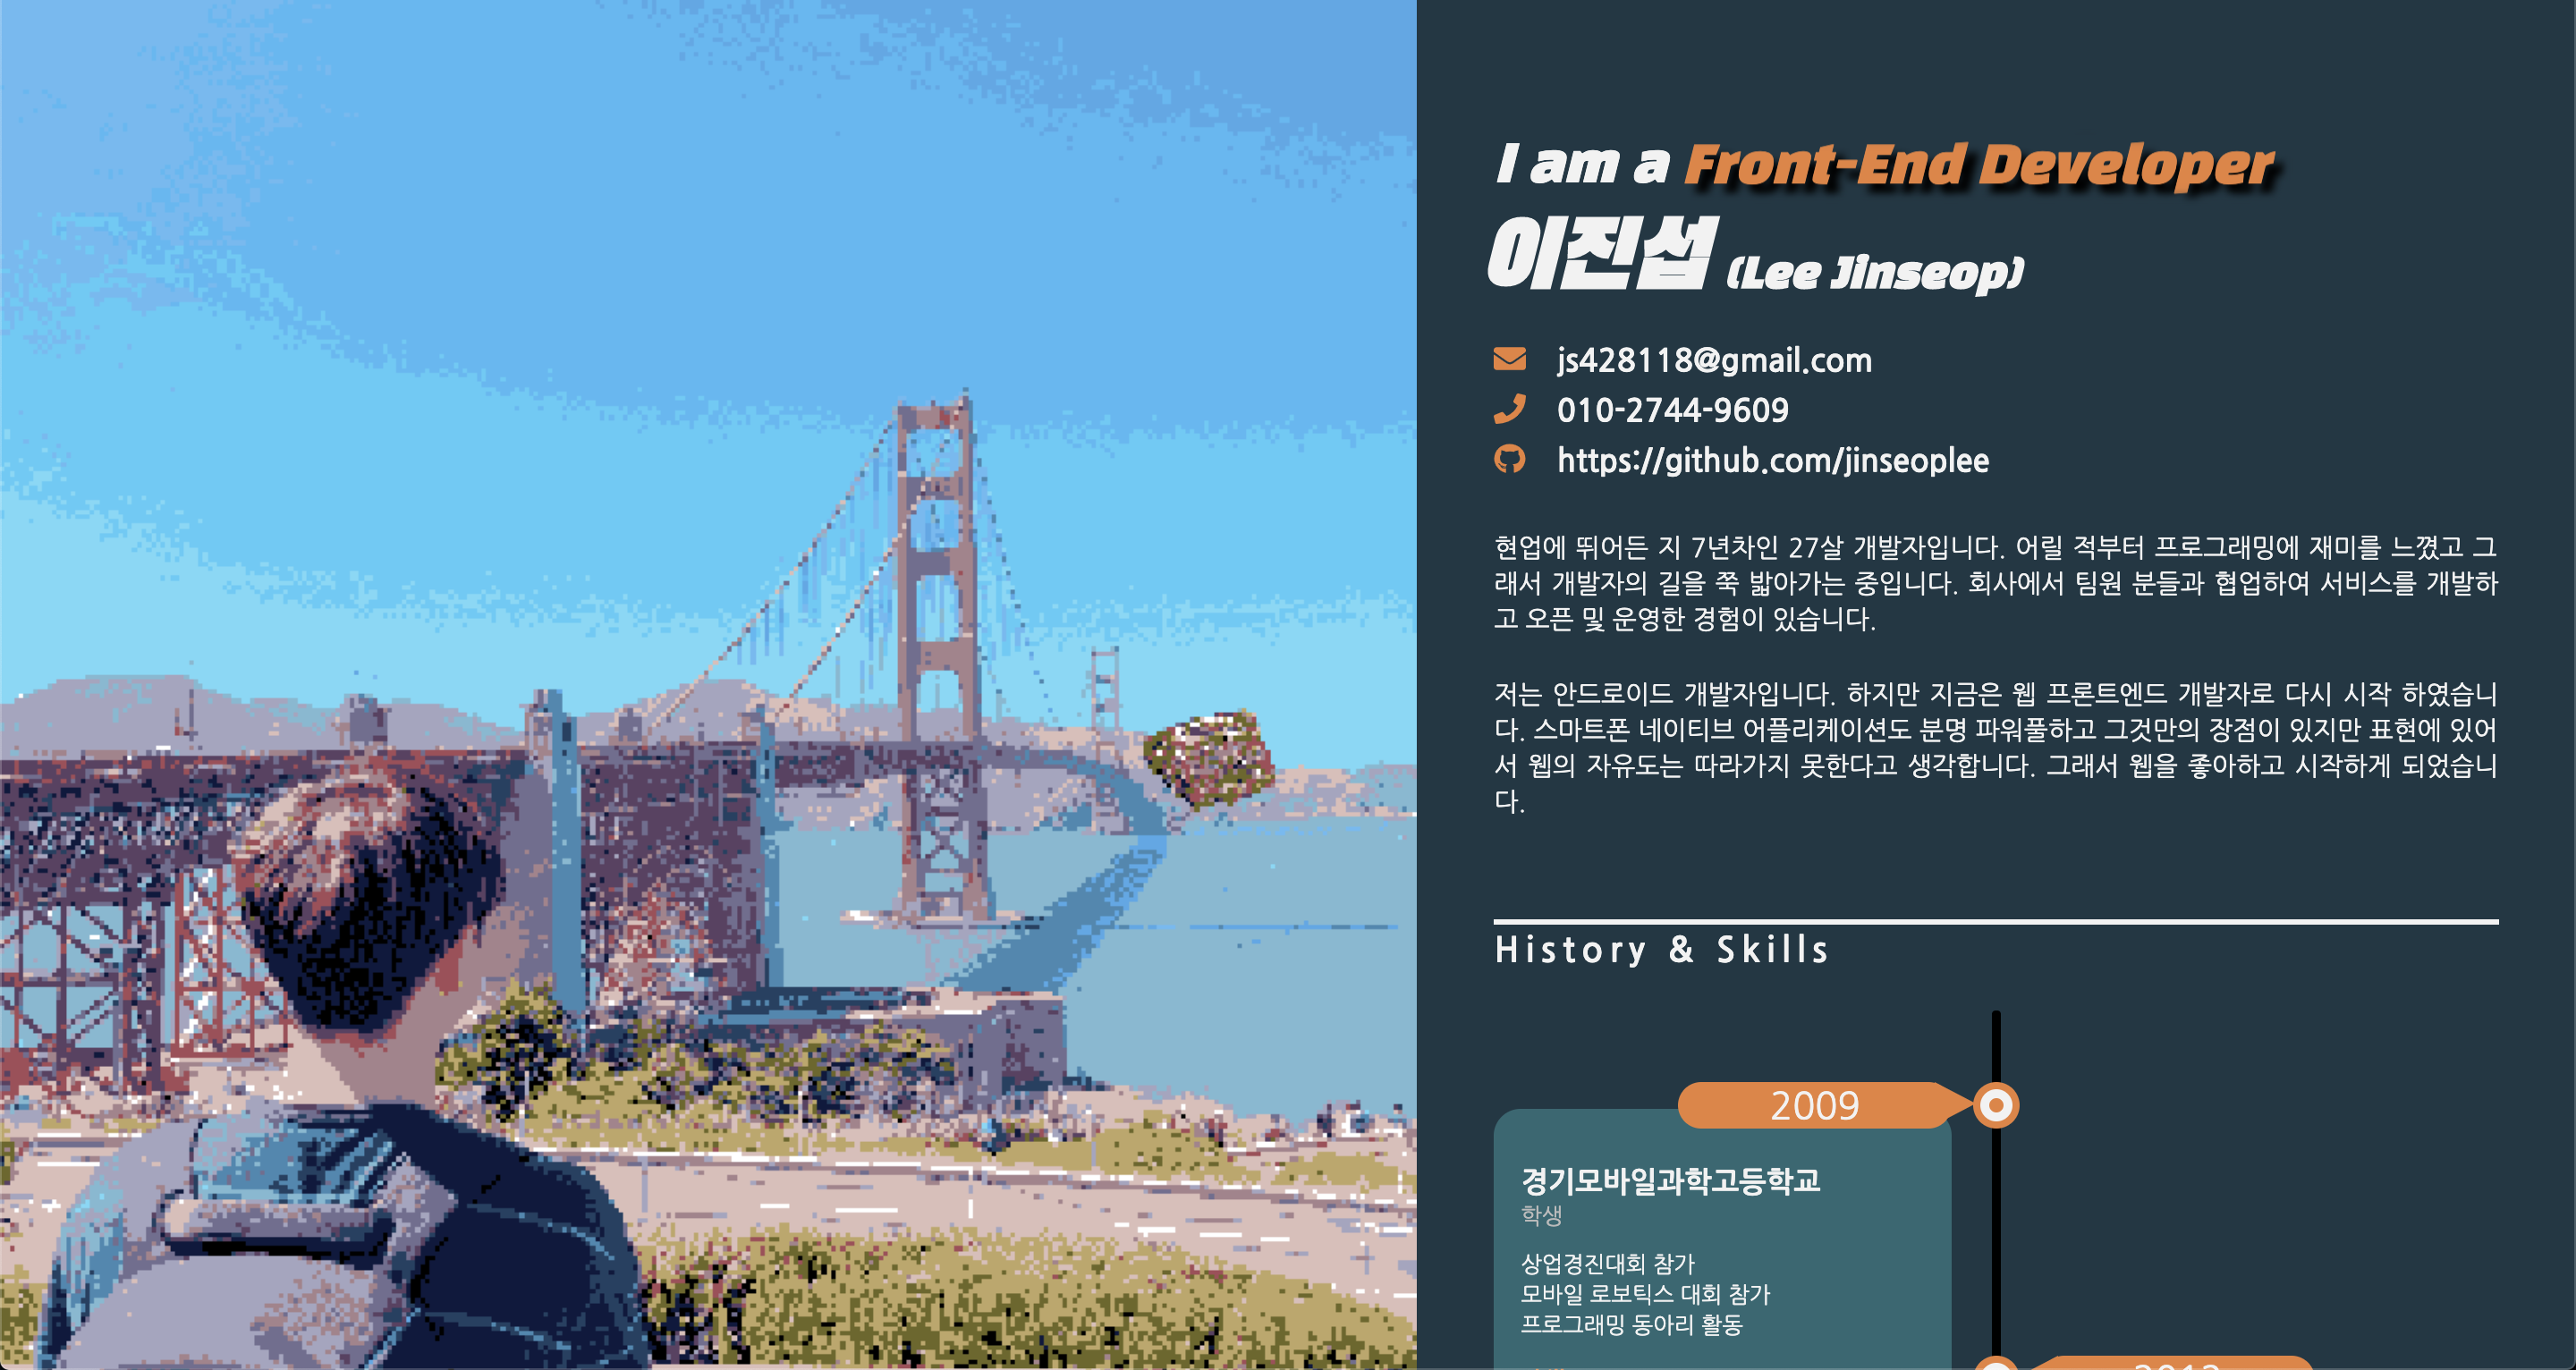 I am a Front-End Developer
이진섭 (Lee Jinseop)
js428118@gmail.com
010-2744-9609
https://github.com/jinseoplee
현업에 뛰어든 지 7년차인 27살 개발자입니다. 어릴 적부터 프로그래밍에 재미를 느꼈고 그
래서 개발자의 길을 쭉 밟아가는 중입니다. 회사에서 팀원 분들과 협업하여 서비스를 개발하
고 오픈 및 운영한 경험이 있습니다.
저는 안드로이드 개발자입니다. 하지만 지금은 웹 프론트엔드 개발자로 다시 시작 하였습니
다. 스마트폰 네이티브 어플리케이션도 분명 파워풀하고 그것만의 장점이 있지만 표현에 있어
서 웹의 자유도는 따라가지 못한다고 생각합니다. 그래서 웹을 좋아하고 시작하게 되었습니
다.
History & Skills
2009
경기모바일과학고등학교
학생
상업경진대회 참가
모바일 로보틱스 대회 참가
프로그래밍 동아리 활동